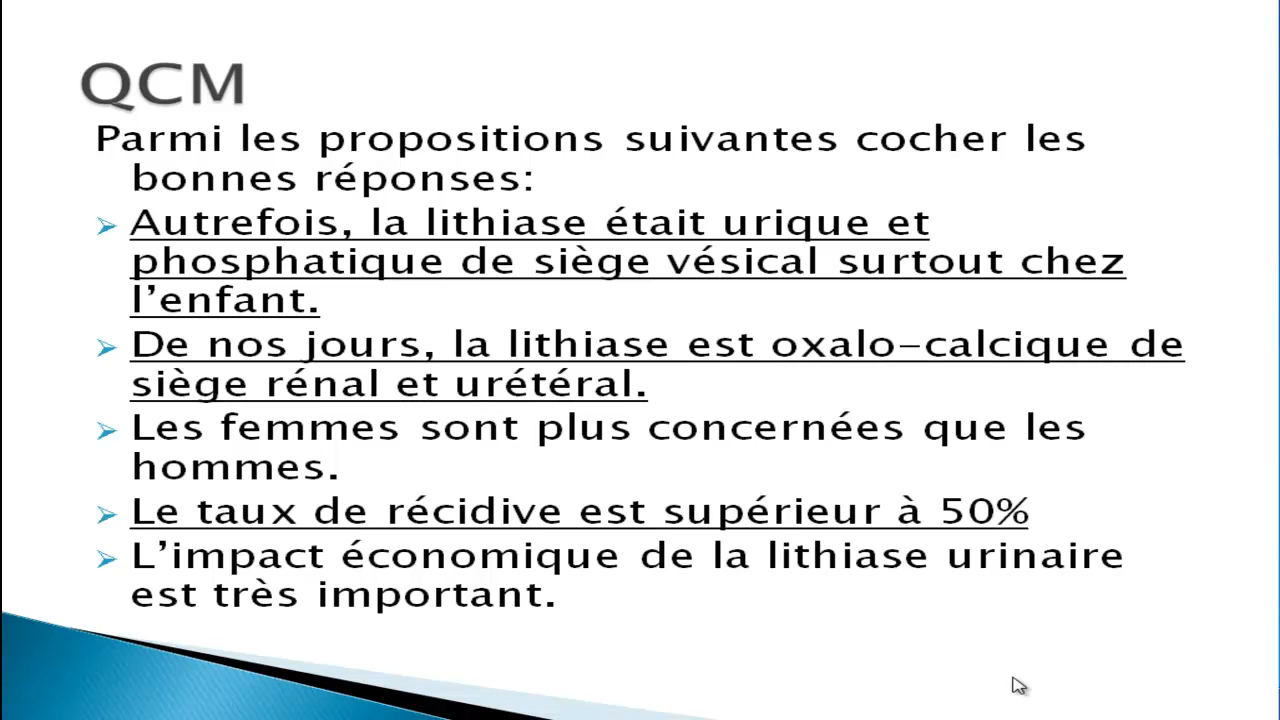 QCM
Parmi les propositions suivantes cocher les
bonnes réponses:
Autrefois, la lithiase était urique et
phosphatique de siège vésical surtout chez
l’enfant.
De nos jours, la lithiase est oxalo-calcique de
siège rénal et urétéral.
Les femmes sont plus concernées que les
hommes.
Le taux de récidive est supérieur à 50%
L’impact économique de la lithiase urinaire
est très important.